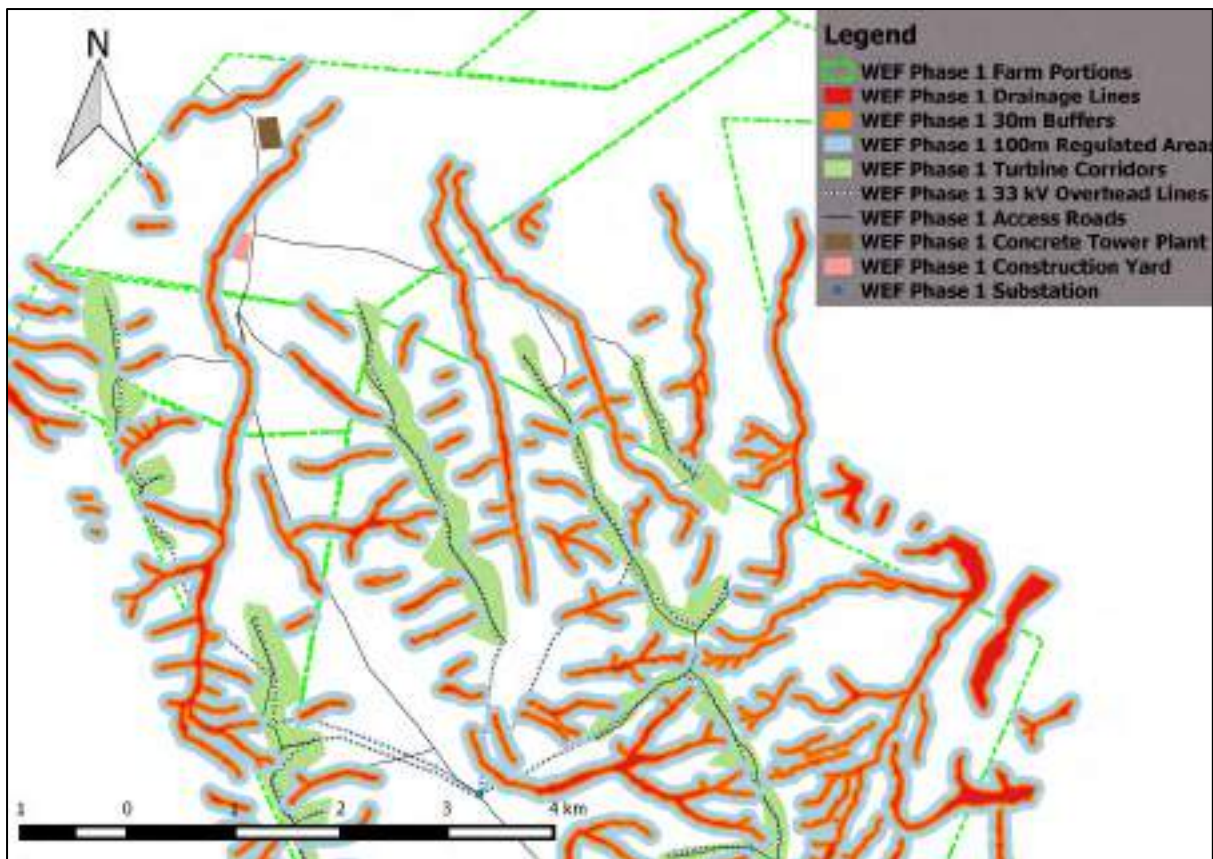 N
Legend
WEF Phase 1 Farm Portions
WEF Phase 1 Drainage Lines
WEF Phase 1 30m Buffers
WEF Phase 1 100m Regulated Areas
WEF Phase 1 Turbine Corridors
WEF Phase 1 33 kV Overhead Lines
WEF Phase 1 Access Roads
WEF Phase 1 Concrete Tower Plant
WEF Phase 1 Construction Yard
WEF Phase 1 Substation
1 0 1 2 3 4 km